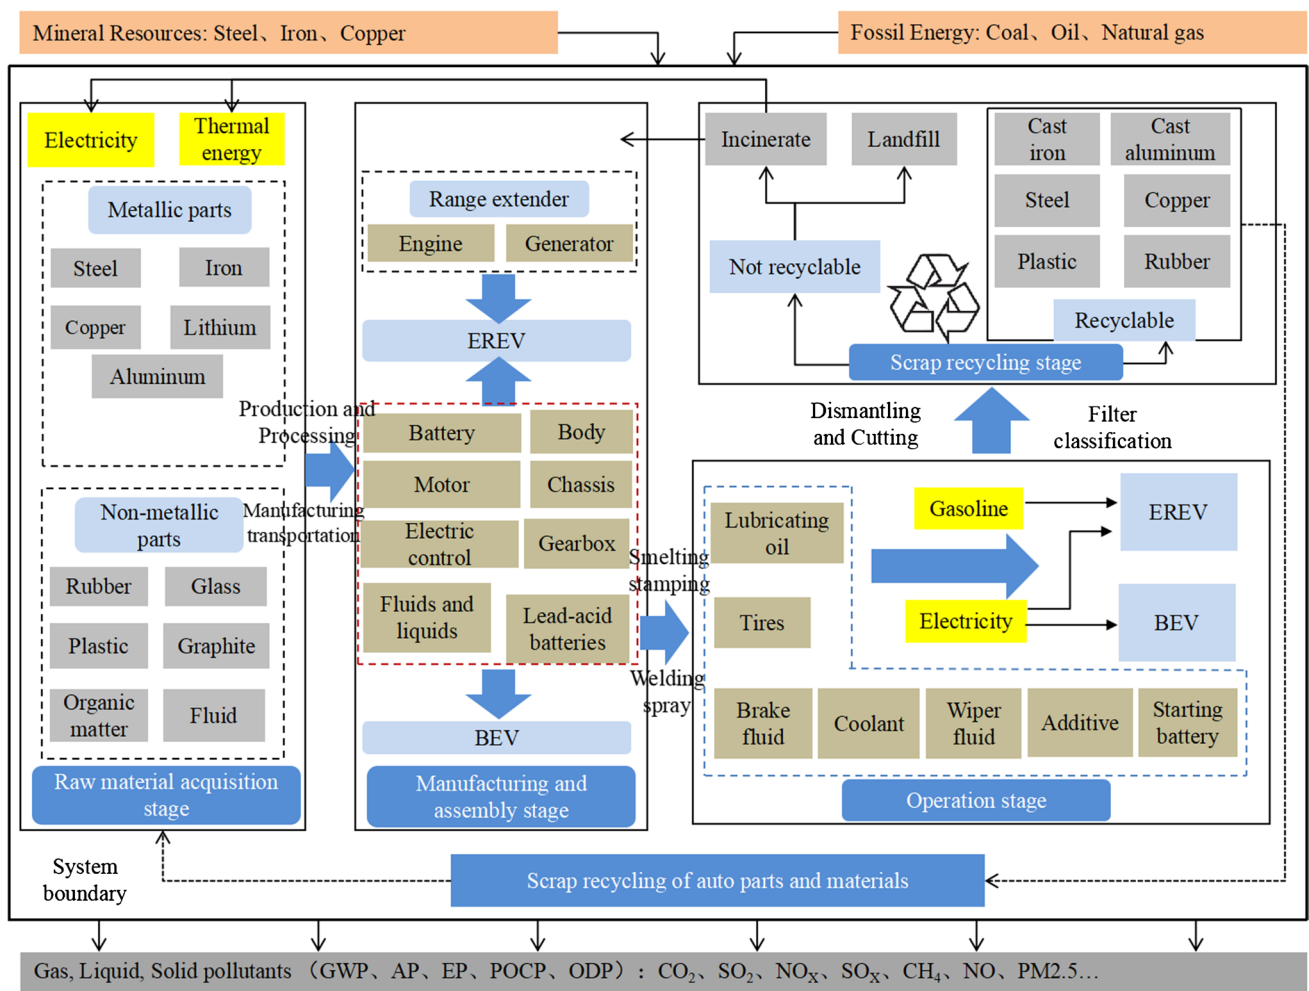 Mineral Resources: Steel、Iron、Copper
Fossil Energy: Coal、Oil、Natural gas
Electricity
Thermal
energy
Metallic parts
Steel
Iron
Copper
Lithium
Aluminum
Non-metallic
parts
Rubber
Glass
Plastic
Graphite
Organic
matter
Fluid
Raw material acquisition
stage
Production and
Processing
Manufacturing
transportation
Range extender
Engine
Generator
EREV
Battery
Body
Motor
Chassis
Electric
control
Gearbox
Fluids and
liquids
Lead-acid
batteries
BEV
Manufacturing and
assembly stage
Smelting
stamping
Welding
spray
Incinerate
Landfill
Not recyclable
Cast
iron
Cast
aluminum
Steel
Copper
Plastic
Rubber
Recyclable
Scrap recycling stage
Dismantling
and Cutting
Filter
classification
Lubricating
oil
Tires
Gasoline
Electricity
EREV
BEV
Brake
fluid
Coolant
Wiper
fluid
Additive
Starting
battery
Operation stage
System
boundary
Scrap recycling of auto parts and materials
Gas, Liquid, Solid pollutants （GWP、AP、EP、POCP、ODP）: CO₂、SO₂、NOₓ、SOₓ、CH₄、NO、PM2.5…